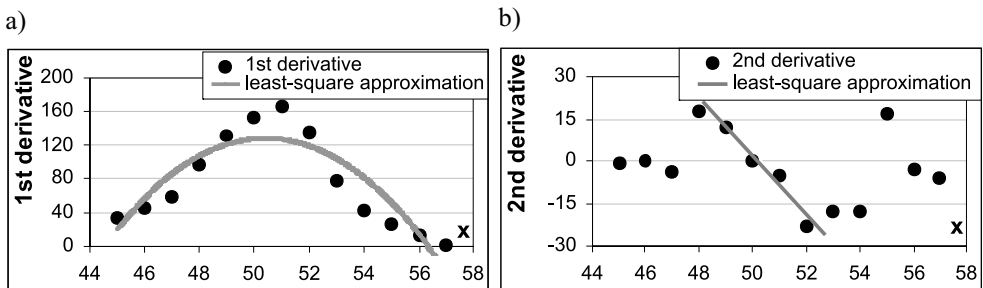 a)
1st derivative
200
160
120
80
40
0
44 46 48 50 52 54 56 58
x
1st derivative
least-square approximation
b)
2nd derivative
30
15
0
-15
-30
44 46 48 50 52 54 56 58
x
2nd derivative
least-square approximation